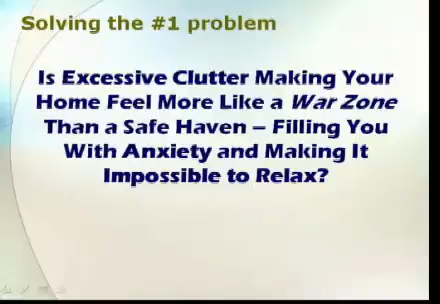 Solving the #1 problem
Is Excessive Clutter Making Your
Home Feel More Like a War Zone
Than a Safe Haven – Filling You
With Anxiety and Making It
Impossible to Relax?